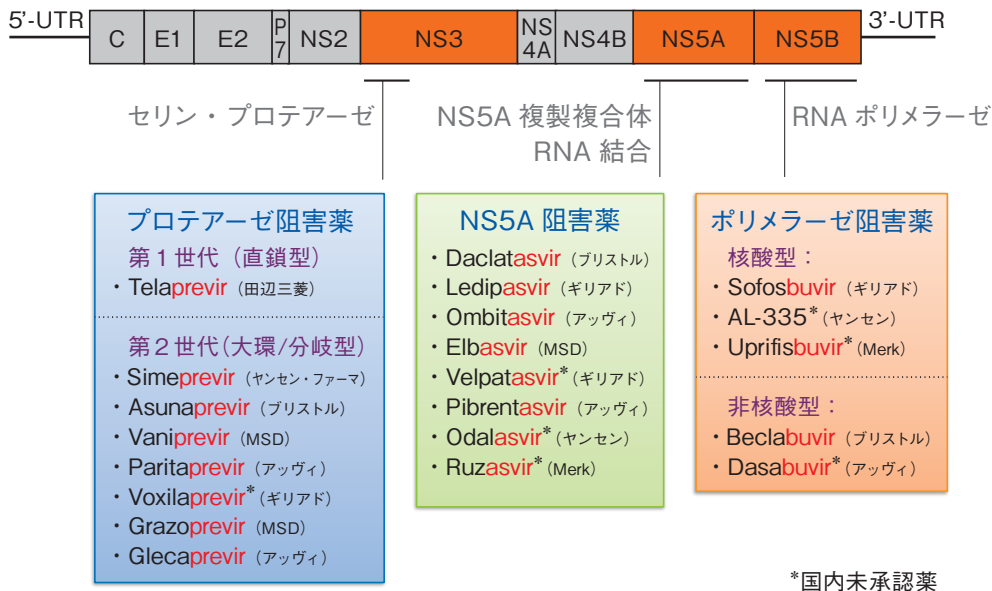 5'-UTR
3'-UTR
C E1 E2 P7 NS2 NS3 NS4A NS4B NS5A NS5B
セリン・プロテアーゼ
NS5A 複製複合体
RNA 結合
RNA ポリメラーゼ
プロテアーゼ阻害薬
第1世代（直鎖型）
・Telaprevir（田辺三菱）
第2世代（大環/分岐型）
・Simeprevir（ヤンセン・ファーマ）
・Asunaprevir（ブリストル）
・Vaniprevir（MSD）
・Paritaprevir（アッヴィ）
・Voxilaprevir*（ギリアド）
・Grazoprevir（MSD）
・Glecaprevir（アッヴィ）
NS5A 阻害薬
・Daclatasvir（ブリストル）
・Ledipasvir（ギリアド）
・Ombitasvir（アッヴィ）
・Elbasvir（MSD）
・Velpatasvir*（ギリアド）
・Pibrentasvir（アッヴィ）
・Odalasvir*（ヤンセン）
・Ruzasvir*（Merk）
ポリメラーゼ阻害薬
核酸型：
・Sofosbuvir（ギリアド）
・AL-335*（ヤンセン）
・Uprifisbuvir*（Merk）
非核酸型：
・Beclabuvir（ブリストル）
・Dasabuvir*（アッヴィ）
*国内未承認薬